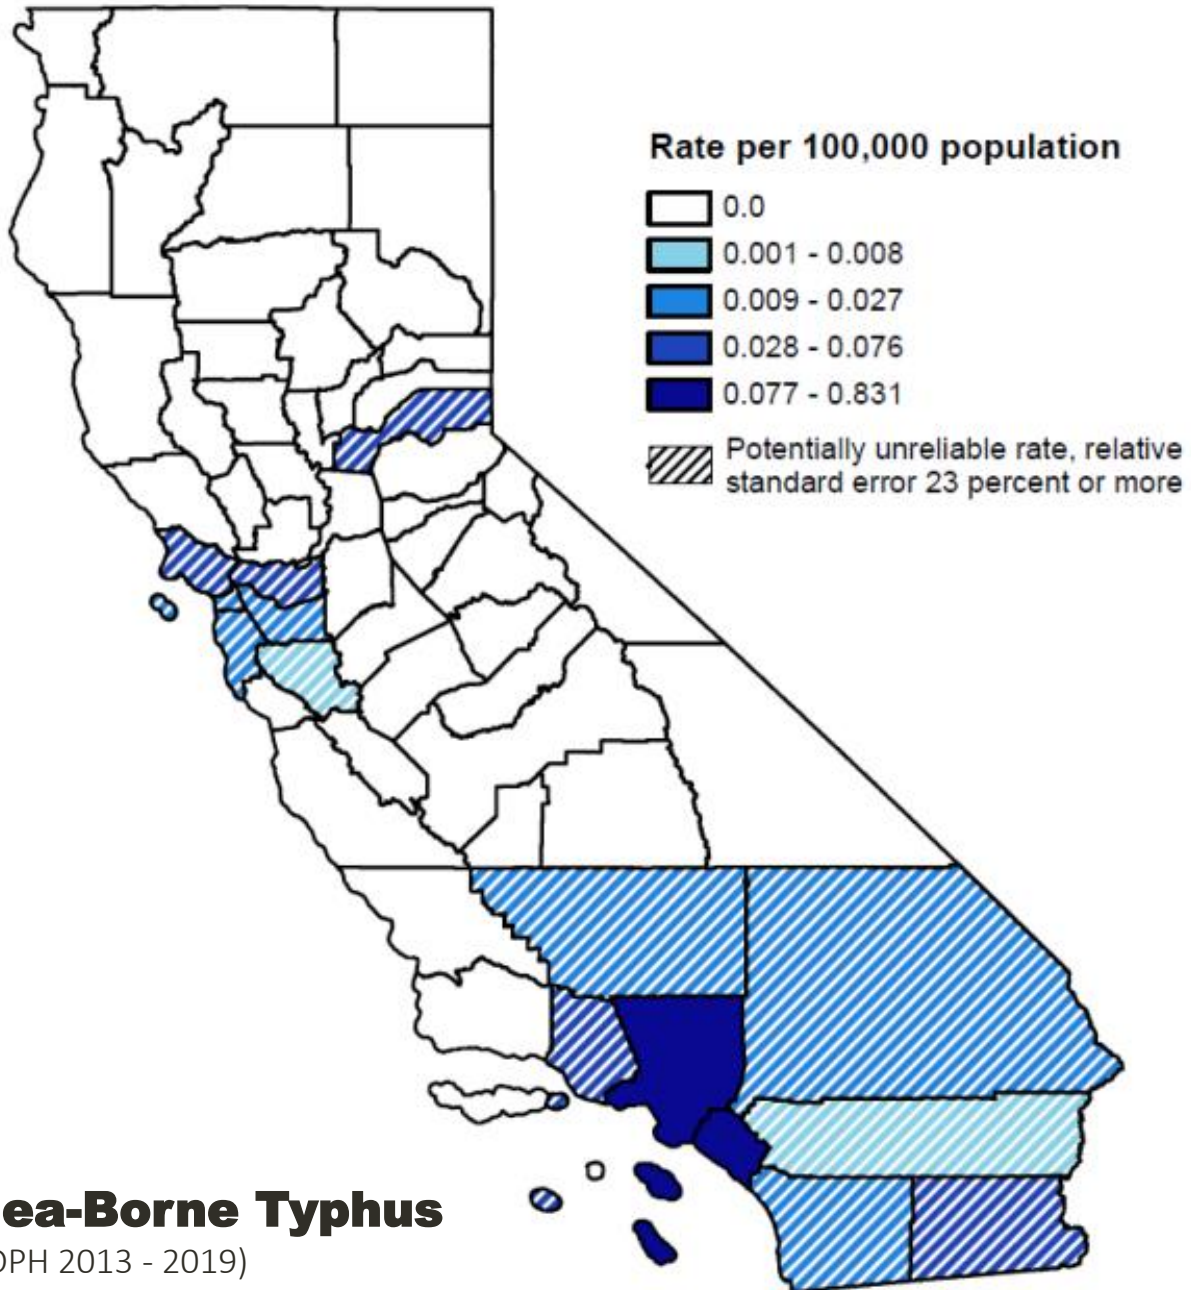 Rate per 100,000 population
0.0
0.001 - 0.008
0.009 - 0.027
0.028 - 0.076
0.077 - 0.831
Potentially unreliable rate, relative
standard error 23 percent or more
ea-Borne Typhus
DPH 2013 - 2019)